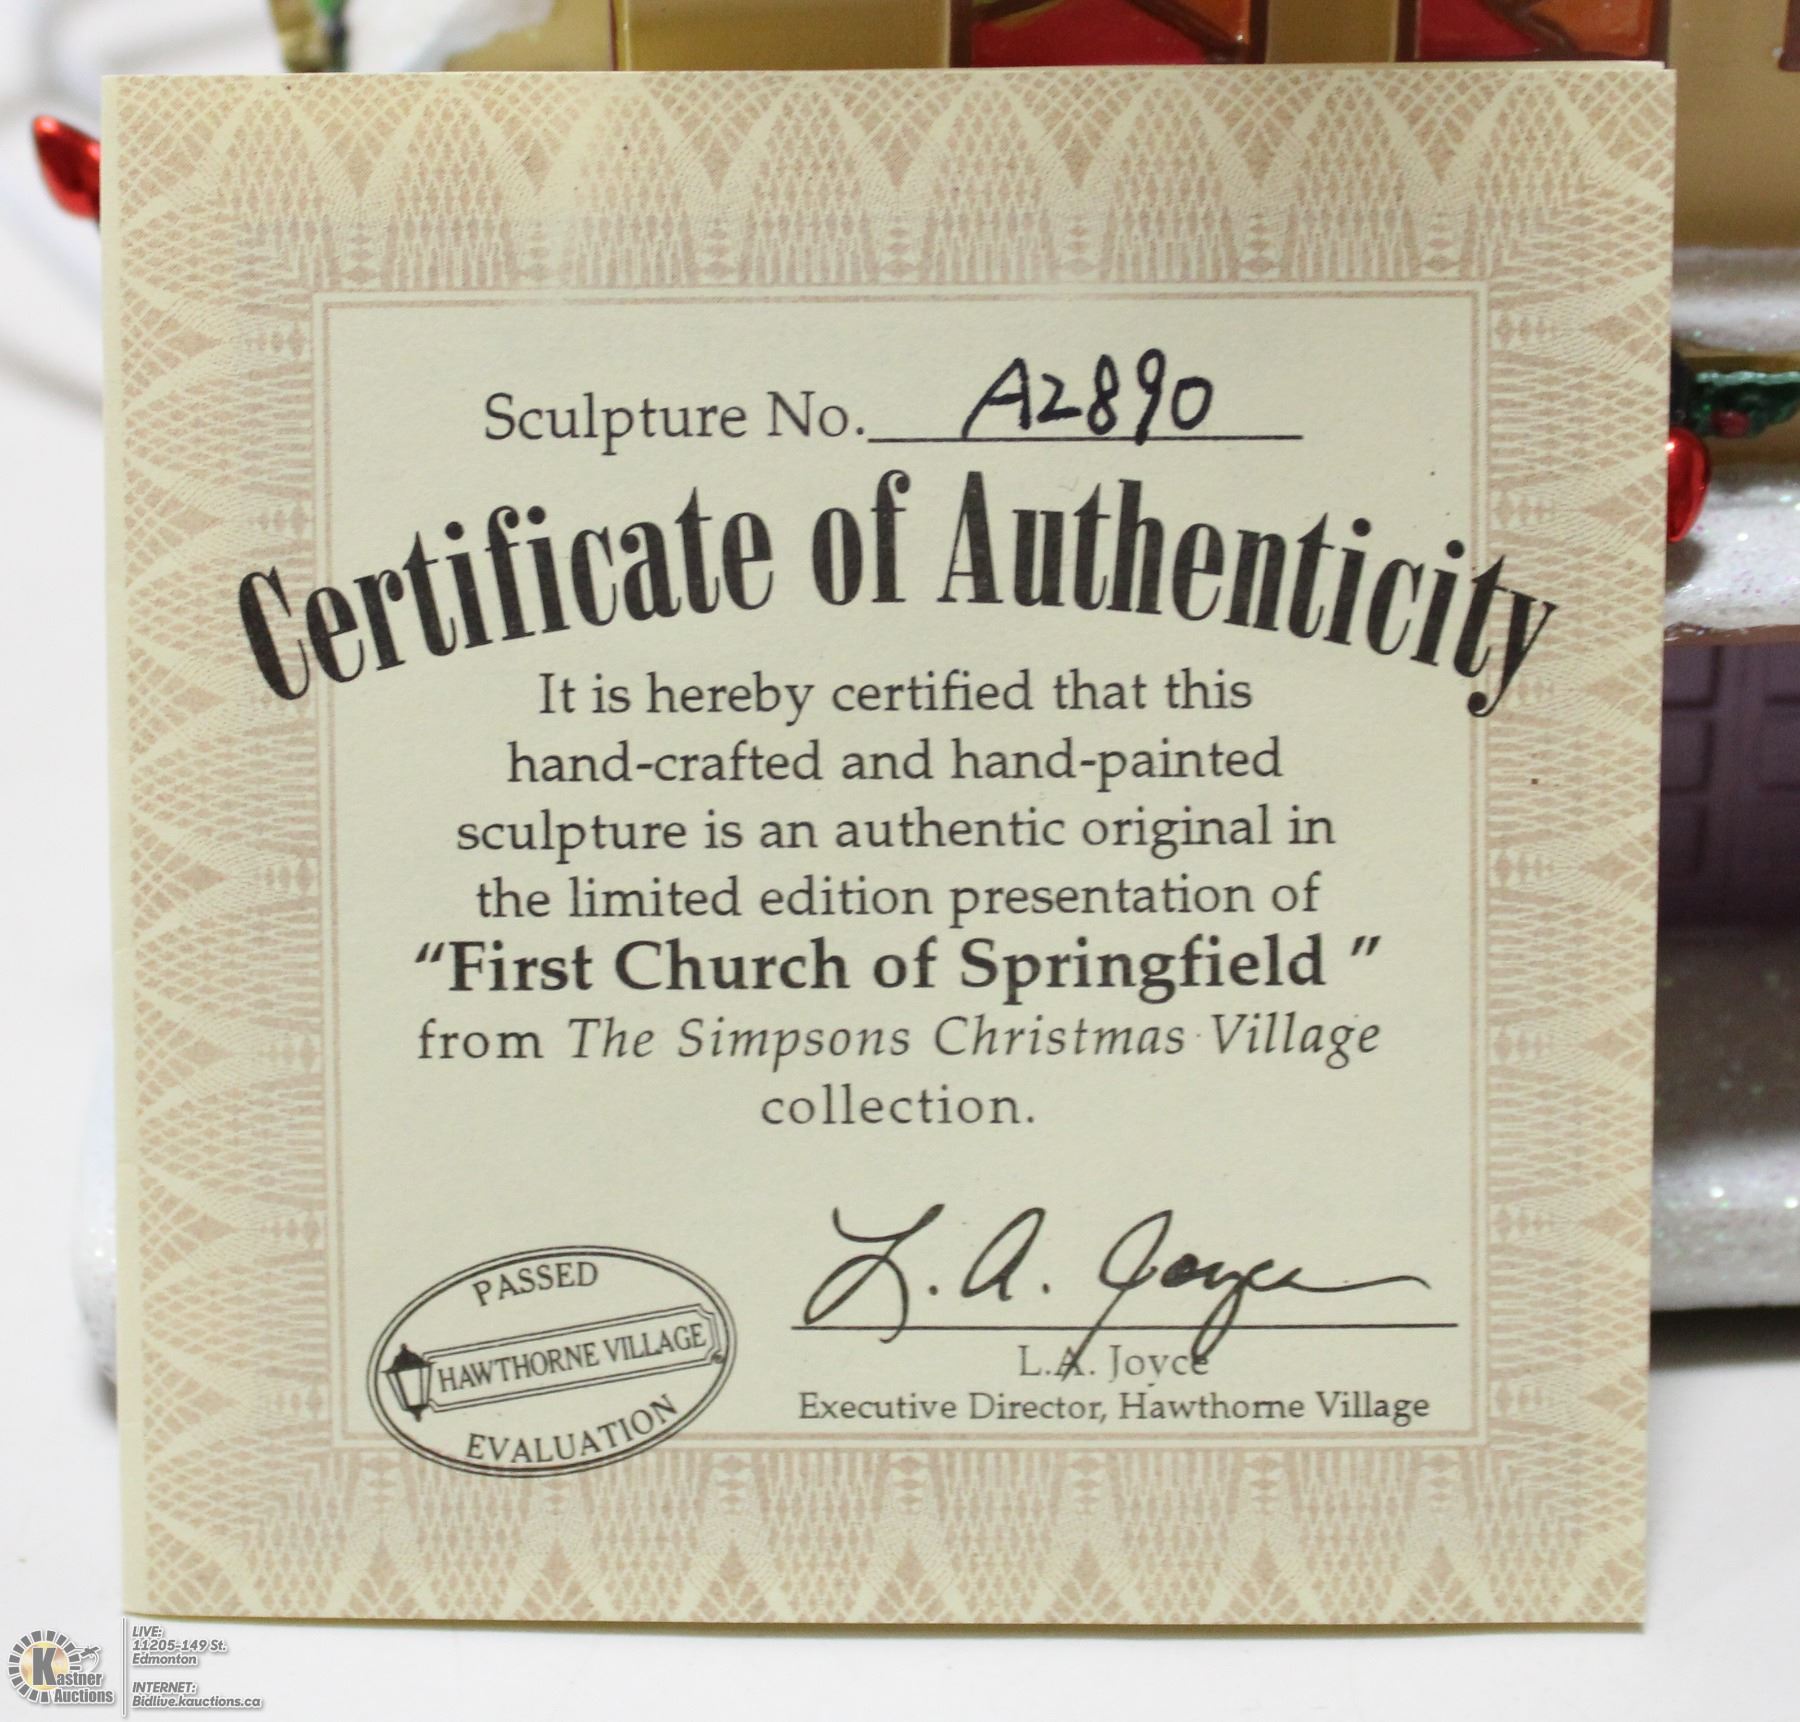 Sculpture No. A2890
Certificate of Authenticity
It is hereby certified that this
hand-crafted and hand-painted
sculpture is an authentic original in
the limited edition presentation of
“First Church of Springfield ”
from The Simpsons Christmas Village
collection.
L. A. Joyce
L.A. Joyce
Executive Director, Hawthorne Village
PASSED
HAWTHORNE VILLAGE
EVALUATION
Kastner
Auctions
LIVE:
11205-149 St.
Edmonton
INTERNET:
Bidlive.kauctions.ca